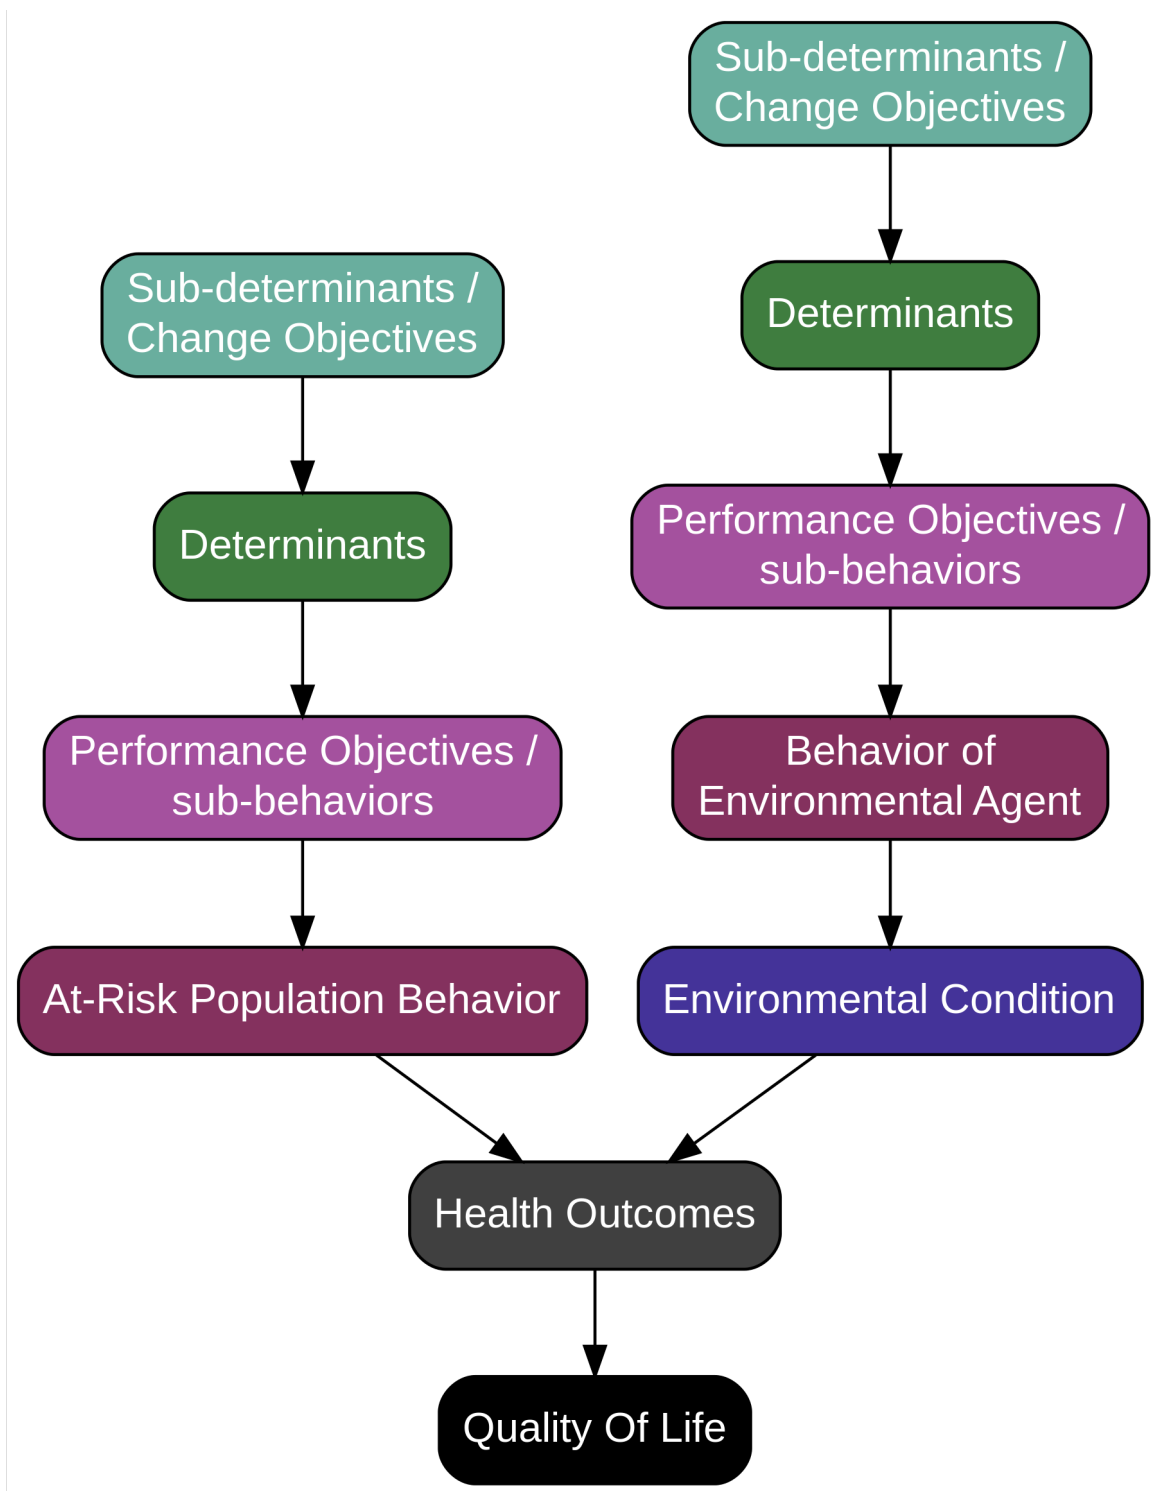 Sub-determinants /
Change Objectives
Sub-determinants /
Change Objectives
Determinants
Determinants
Performance Objectives /
sub-behaviors
Performance Objectives /
sub-behaviors
Behavior of
Environmental Agent
At-Risk Population Behavior
Environmental Condition
Health Outcomes
Quality Of Life